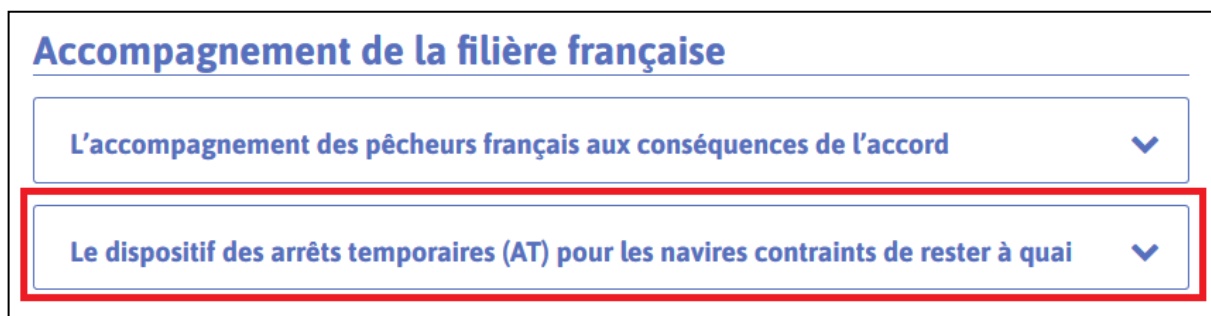 Accompagnement de la filière française
L’accompagnement des pêcheurs français aux conséquences de l’accord
Le dispositif des arrêts temporaires (AT) pour les navires contraints de rester à quai